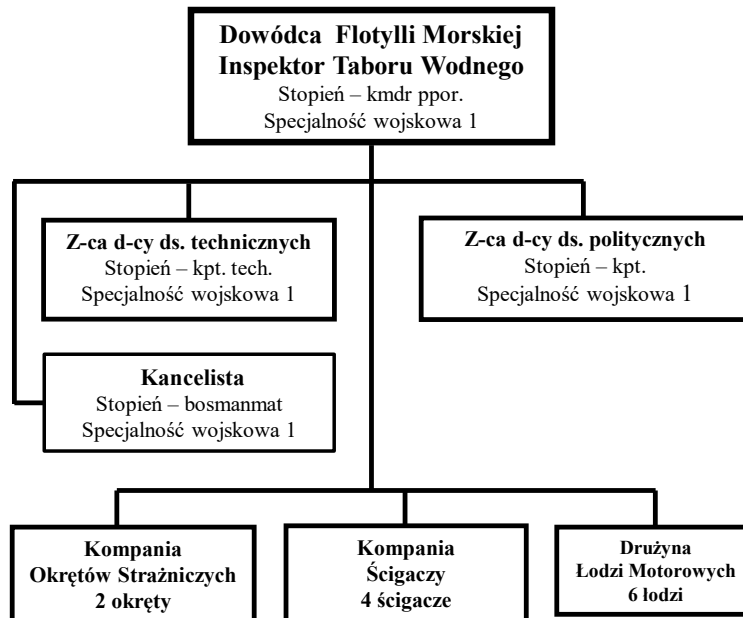 Dowódca Flotylli Morskiej
Inspektor Taboru Wodnego
Stopień – kmdr ppor.
Specjalność wojskowa 1
Z-ca d-cy ds. technicznych
Stopień – kpt. tech.
Specjalność wojskowa 1
Z-ca d-cy ds. politycznych
Stopień – kpt.
Specjalność wojskowa 1
Kancelista
Stopień – bosmanmat
Specjalność wojskowa 1
Kompania
Okrętów Strażniczych
2 okręty
Kompania
Ścigaczy
4 ścigacze
Drużyna
Łodzi Motorowych
6 łodzi